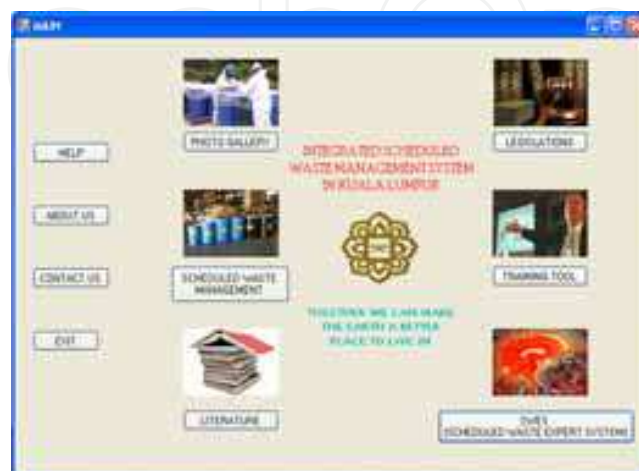 MAIN
PHOTO GALLERY
LEGISLATIONS
HELP
INTEGRATED SCHEDULED
WASTE MANAGEMENT SYSTEM
IN KUALA LUMPUR
ABOUT US
CONTACT US
SCHEDULED WASTE
MANAGEMENT
TRAINING TOOL
TOGETHER WE CAN MAKE
THE EARTH A BETTER
PLACE TO LIVE IN
EXIT
LITERATURE
(SCHEDULED WASTE EXPERT SYSTEM)